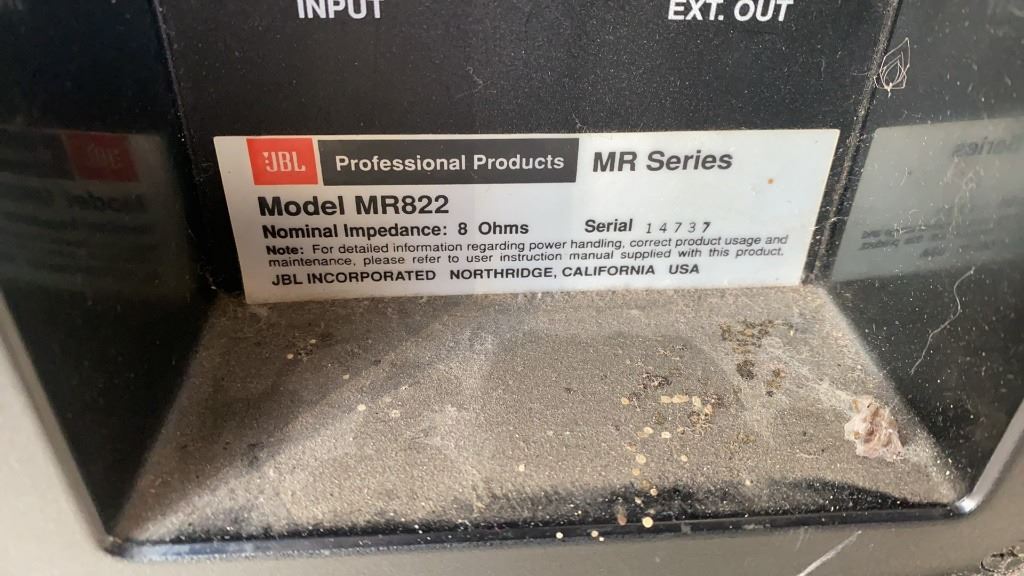 INPUT EXT. OUT
JBL Professional Products MR Series
Model MR822
Nominal Impedance: 8 Ohms Serial 14737
Note: For detailed information regarding power handling, correct product usage and
maintenance, please refer to user instruction manual supplied with this product.
JBL INCORPORATED NORTHRIDGE, CALIFORNIA USA